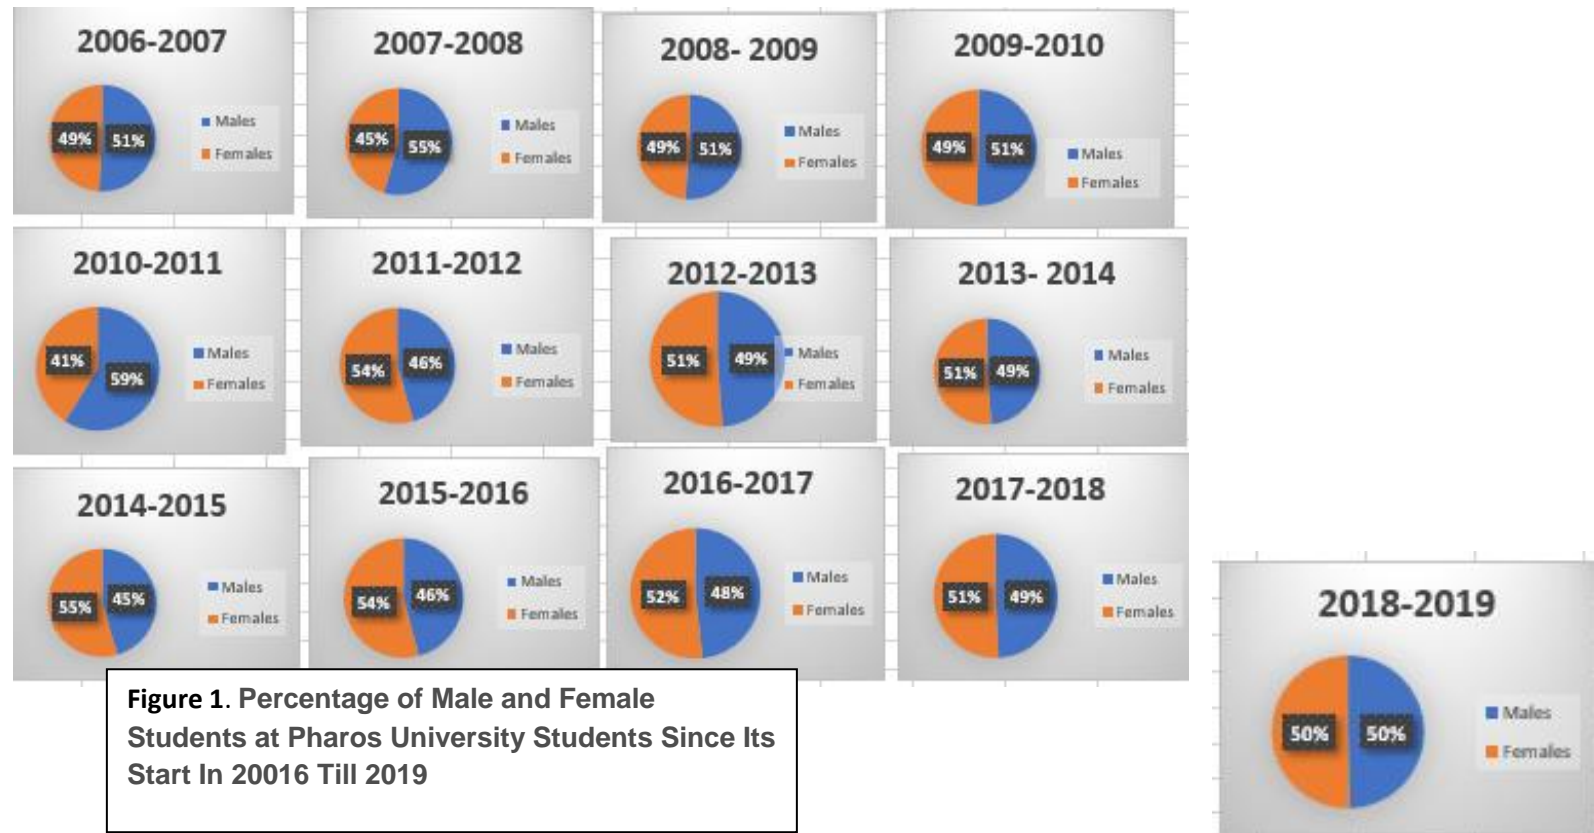 2006-2007
49% 51%
Males
Females
2007-2008
45% 55%
Males
Females
2008- 2009
49% 51%
Males
Females
2009-2010
49% 51%
Males
Females
2010-2011
41% 59%
Males
Females
2011-2012
54% 46%
Males
Females
2012-2013
51% 49%
Males
Females
2013- 2014
51% 49%
Males
Females
2014-2015
55% 45%
Males
Females
2015-2016
54% 46%
Males
Females
2016-2017
52% 48%
Males
Females
2017-2018
51% 49%
Males
Females
2018-2019
50% 50%
Males
Females
Figure 1. Percentage of Male and Female
Students at Pharos University Students Since Its
Start In 20016 Till 2019